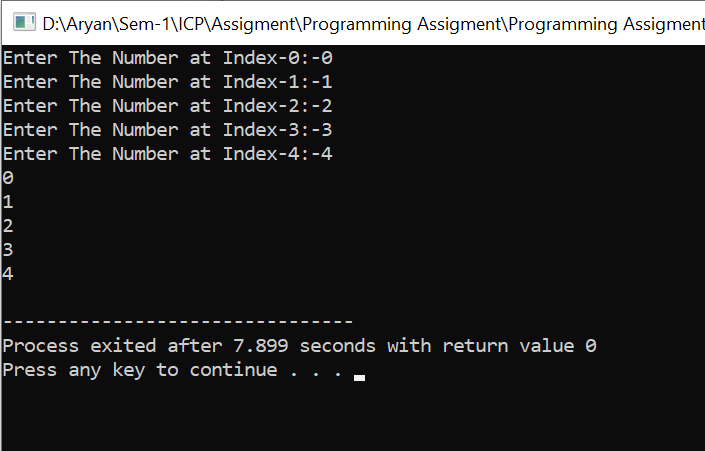 D:\Aryan\Sem-1\ICP\Assigment\Programming Assigment\Programming Assigment
Enter The Number at Index-0:-0
Enter The Number at Index-1:-1
Enter The Number at Index-2:-2
Enter The Number at Index-3:-3
Enter The Number at Index-4:-4
0
1
2
3
4
--------------------------------
Process exited after 7.899 seconds with return value 0
Press any key to continue . . .